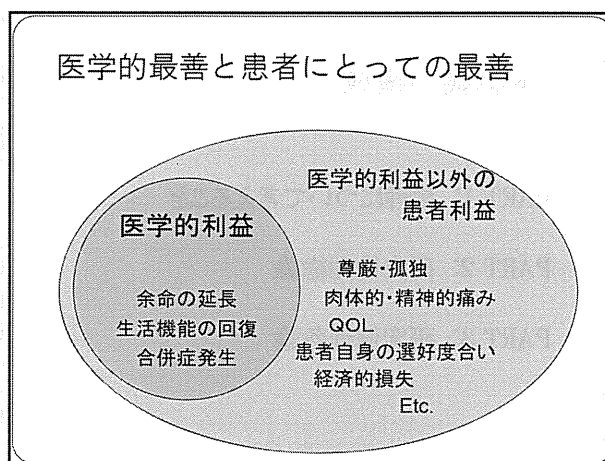 医学的最善と患者にとっての最善
医学的利益
余命の延長
生活機能の回復
合併症発生
医学的利益以外の
患者利益
尊厳・孤独
肉体的・精神的痛み
QOL
患者自身の選好度合い
経済的損失
Etc.